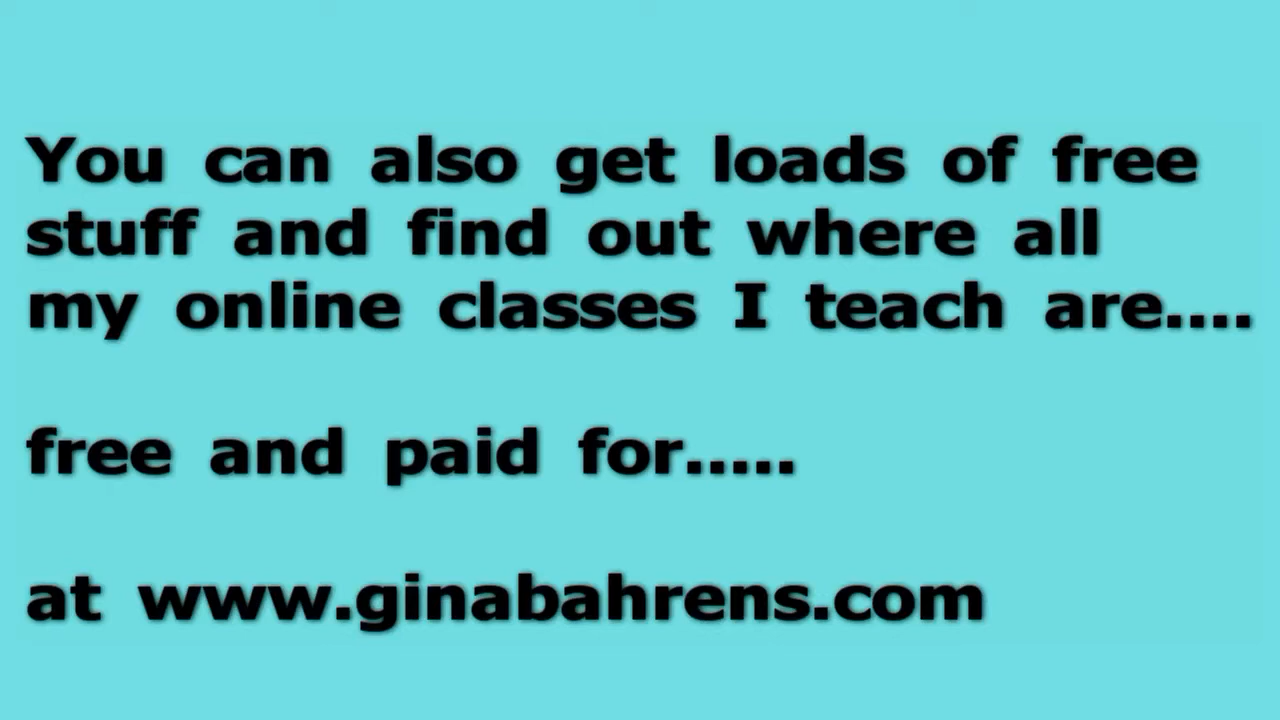 You can also get loads of free
stuff and find out where all
my online classes I teach are....
free and paid for.....
at www.ginabahrens.com